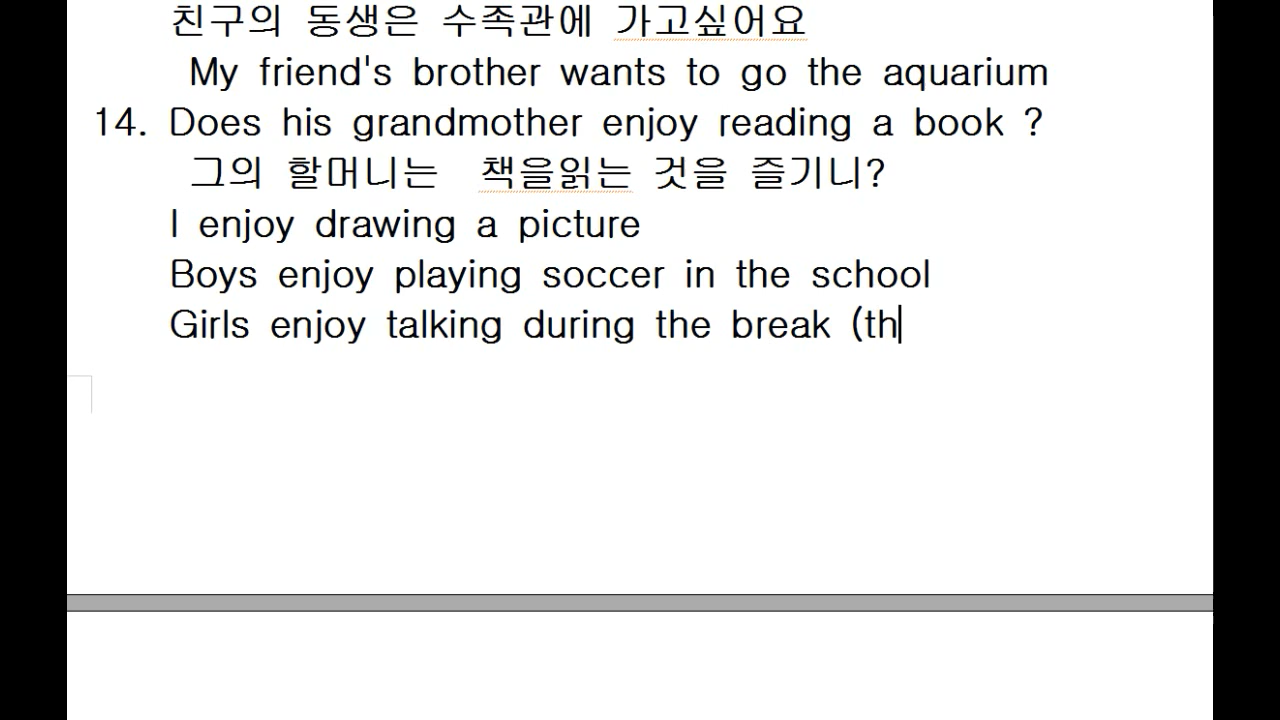 친구의 동생은 수족관에 가고싶어요
My friend's brother wants to go the aquarium
14. Does his grandmother enjoy reading a book ?
그의 할머니는 책을읽는 것을 즐기니?
I enjoy drawing a picture
Boys enjoy playing soccer in the school
Girls enjoy talking during the break (th